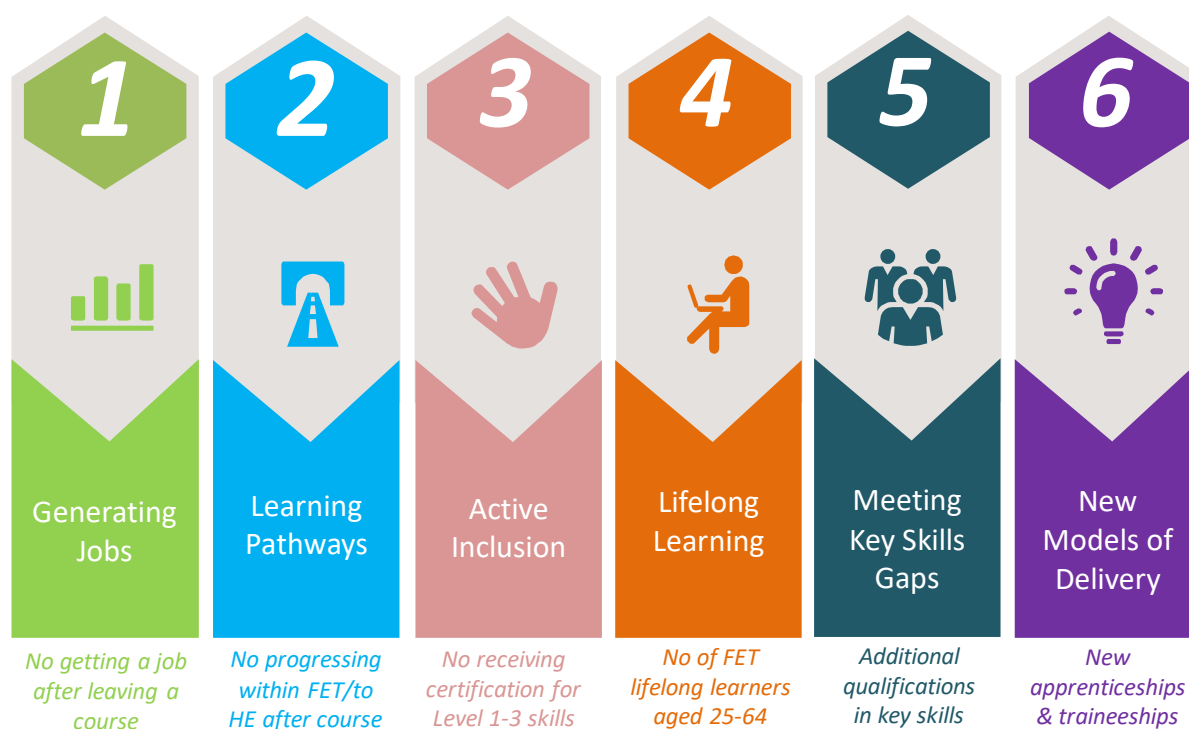 1
2
3
4
5
6
Generating
Jobs
Learning
Pathways
Active
Inclusion
Lifelong
Learning
Meeting
Key Skills
Gaps
New
Models of
Delivery
No getting a job
after leaving a
course
No progressing
within FET/to
HE after course
No receiving
certification for
Level 1-3 skills
No of FET
lifelong learners
aged 25-64
Additional
qualifications
in key skills
New
apprenticeships
& traineeships